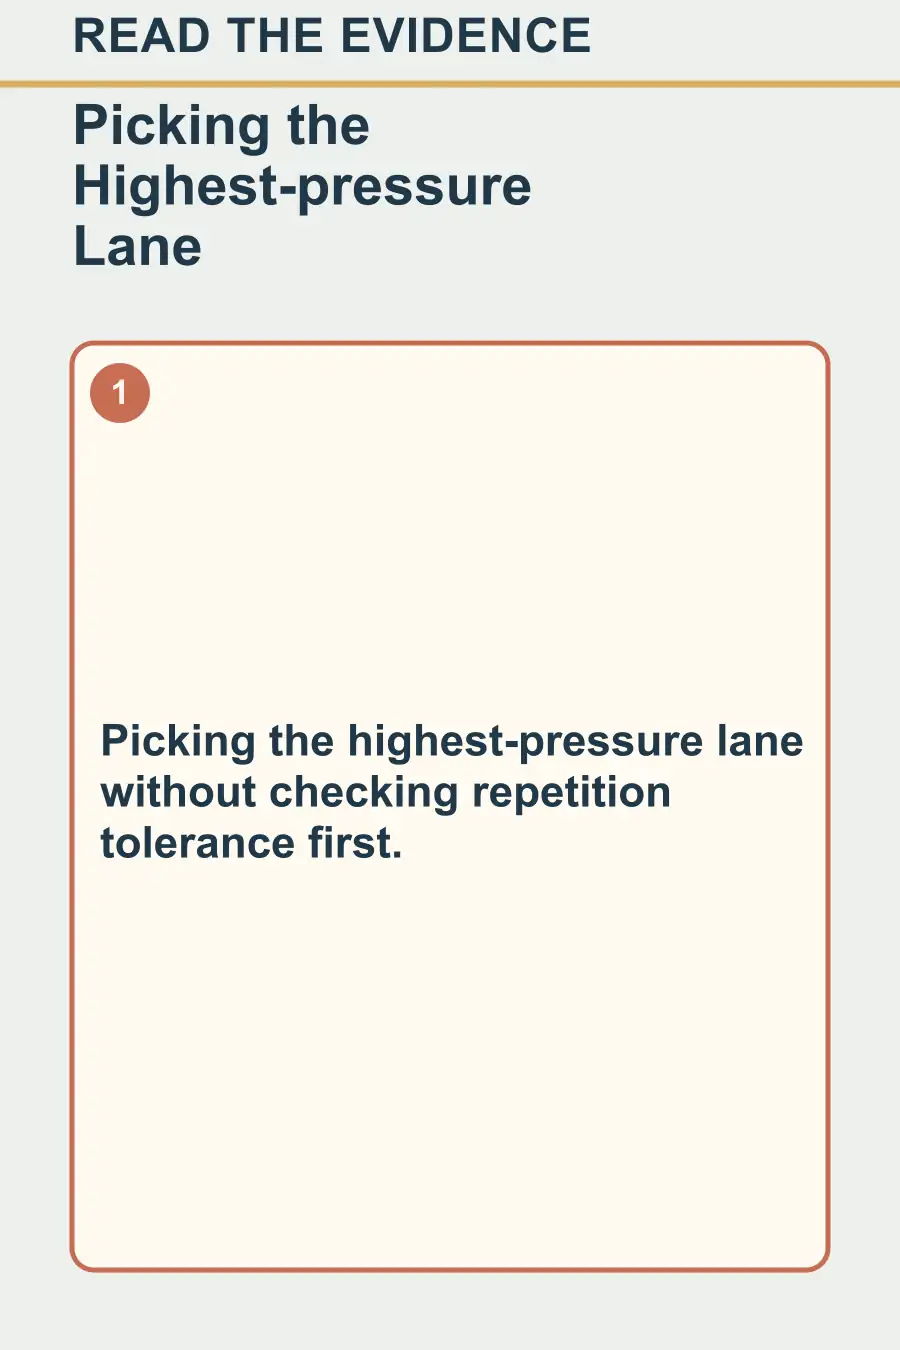 READ THE EVIDENCE
Picking the
Highest-pressure
Lane
1
Picking the highest-pressure lane
without checking repetition
tolerance first.